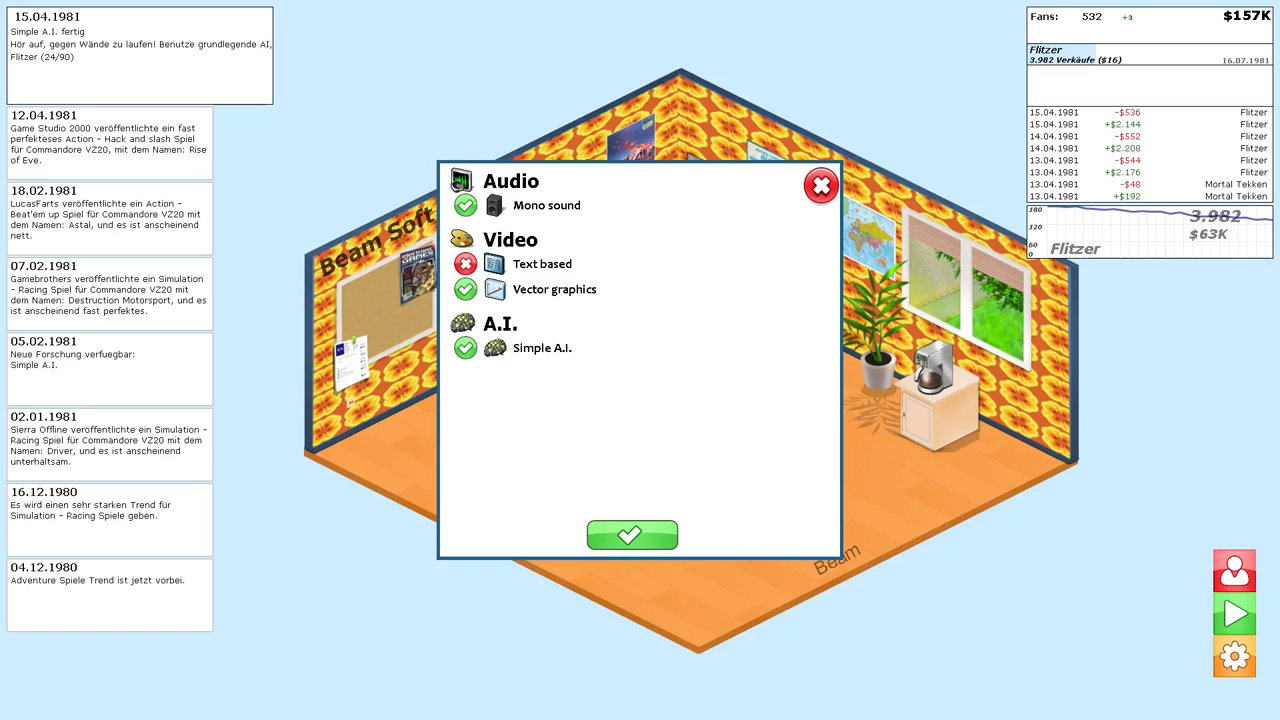 15.04.1981
Simple A.I. fertig
Hör auf, gegen Wände zu laufen! Benutze grundlegende AI,
Flitzer (24/90)
12.04.1981
Game Studio 2000 veröffentlichte ein fast
perfekteses Action - Hack and slash Spiel
für Commandore VZ20, mit dem Namen: Rise
of Eve.
18.02.1981
LucasFarts veröffentlichte ein Action -
Beat'em up Spiel für Commandore VZ20 mit
dem Namen: Astal, und es ist anscheinend
nett.
07.02.1981
Gamebrothers veröffentlichte ein Simulation
- Racing Spiel für Commandore VZ20 mit
dem Namen: Destruction Motorsport, und es
ist anscheinend fast perfektes.
05.02.1981
Neue Forschung verfuegbar:
Simple A.I.
02.01.1981
Sierra Offline veröffentlichte ein Simulation -
Racing Spiel für Commandore VZ20 mit dem
Namen: Driver, und es ist anscheinend
unterhaltsam.
16.12.1980
Es wird einen sehr starken Trend für
Simulation - Racing Spiele geben.
04.12.1980
Adventure Spiele Trend ist jetzt vorbei.
Beam Soft
GAMES
Audio
Mono sound
Video
Text based
Vector graphics
A.I.
Simple A.I.
Beam
Fans: 532 +3 $157K
Flitzer
3.982 Verkäufe ($16) 16.07.1981
15.04.1981 -$536 Flitzer
15.04.1981 +$2.144 Flitzer
14.04.1981 -$552 Flitzer
14.04.1981 +$2.208 Flitzer
13.04.1981 -$544 Flitzer
13.04.1981 +$2.176 Flitzer
13.04.1981 -$48 Mortal Tekken
13.04.1981 +$192 Mortal Tekken
180
120
60
0
3.982
$63K
Flitzer